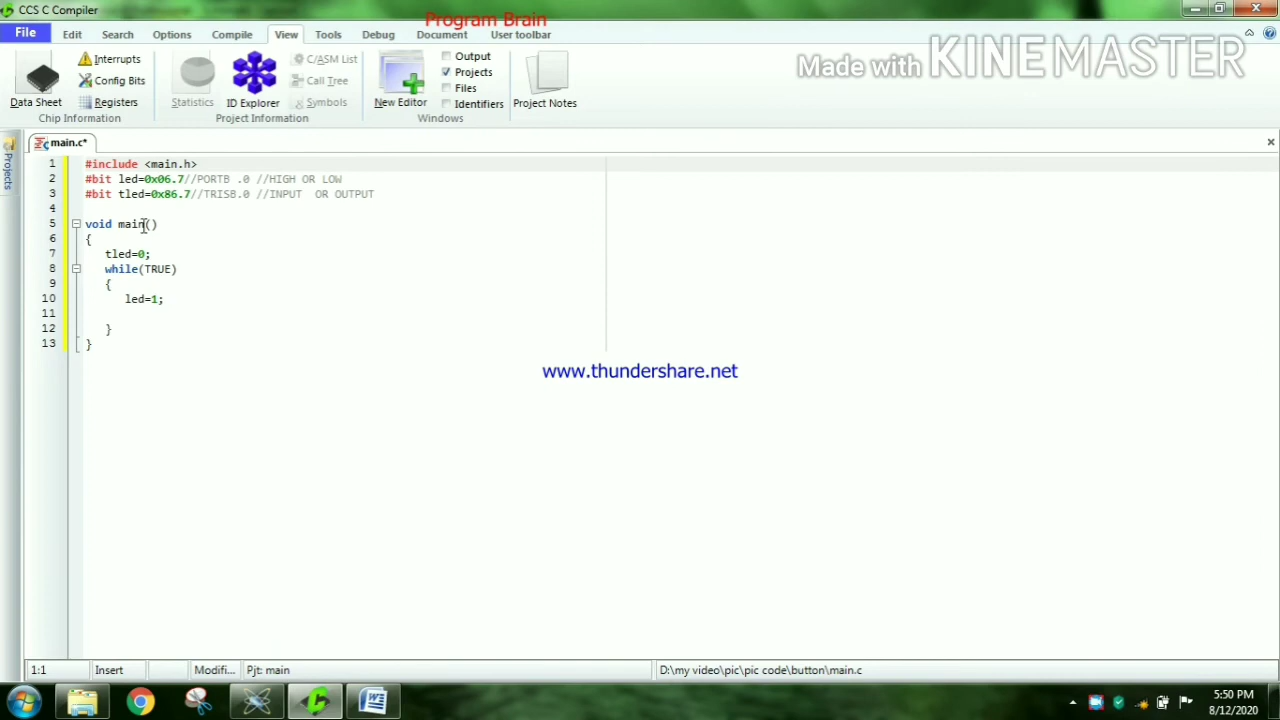 CCS C Compiler
Program Brain
File Edit Search Options Compile View Tools Debug Document User toolbar
Made with KINEMASTER
Interrupts
Config Bits
Registers
Data Sheet
Chip Information
Statistics
ID Explorer
C/ASM List
Call Tree
Symbols
Project Information
New Editor
Output
Projects
Files
Identifiers
Windows
Project Notes
Projects
main.c*
1 #include <main.h>
2 #bit led=0x06.7//PORTB .0 //HIGH OR LOW
3 #bit tled=0x86.7//TRISB.0 //INPUT OR OUTPUT
4
5 void main()
6 {
7 tled=0;
8 while(TRUE)
9 {
10 led=1;
11
12 }
13 }
www.thundershare.net
1:1 Insert Modifi... Pjt: main D:\my video\pic\pic code\button\main.c
5:50 PM
8/12/2020